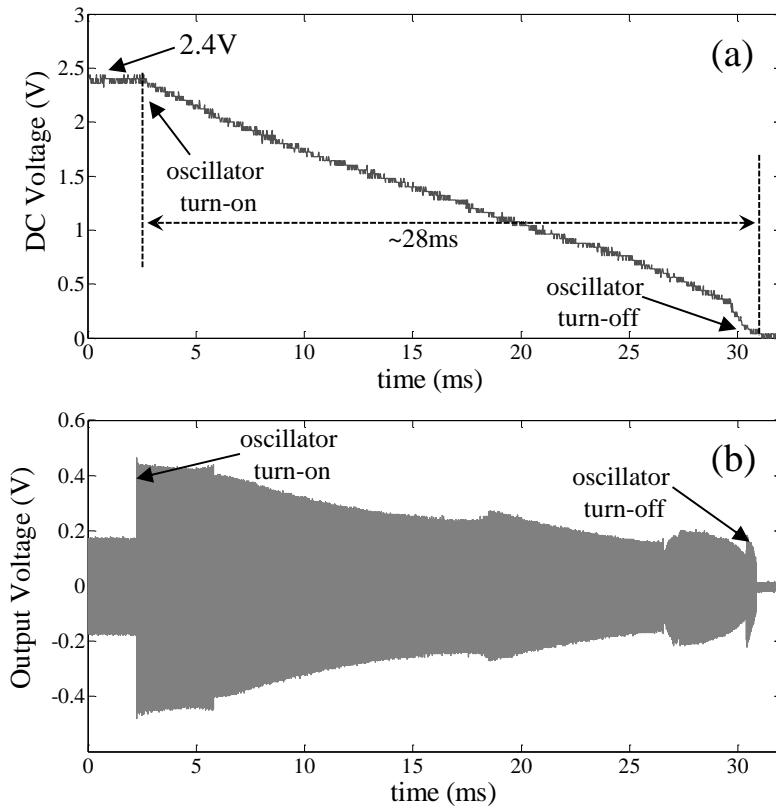 3
2.5
2
1.5
1
0.5
0
DC Voltage (V)
2.4V
(a)
oscillator
turn-on
~28ms
oscillator
turn-off
0 5 10 15 20 25 30
time (ms)
0.6
0.4
0.2
0
-0.2
-0.4
Output Voltage (V)
oscillator
turn-on
(b)
oscillator
turn-off
0 5 10 15 20 25 30
time (ms)